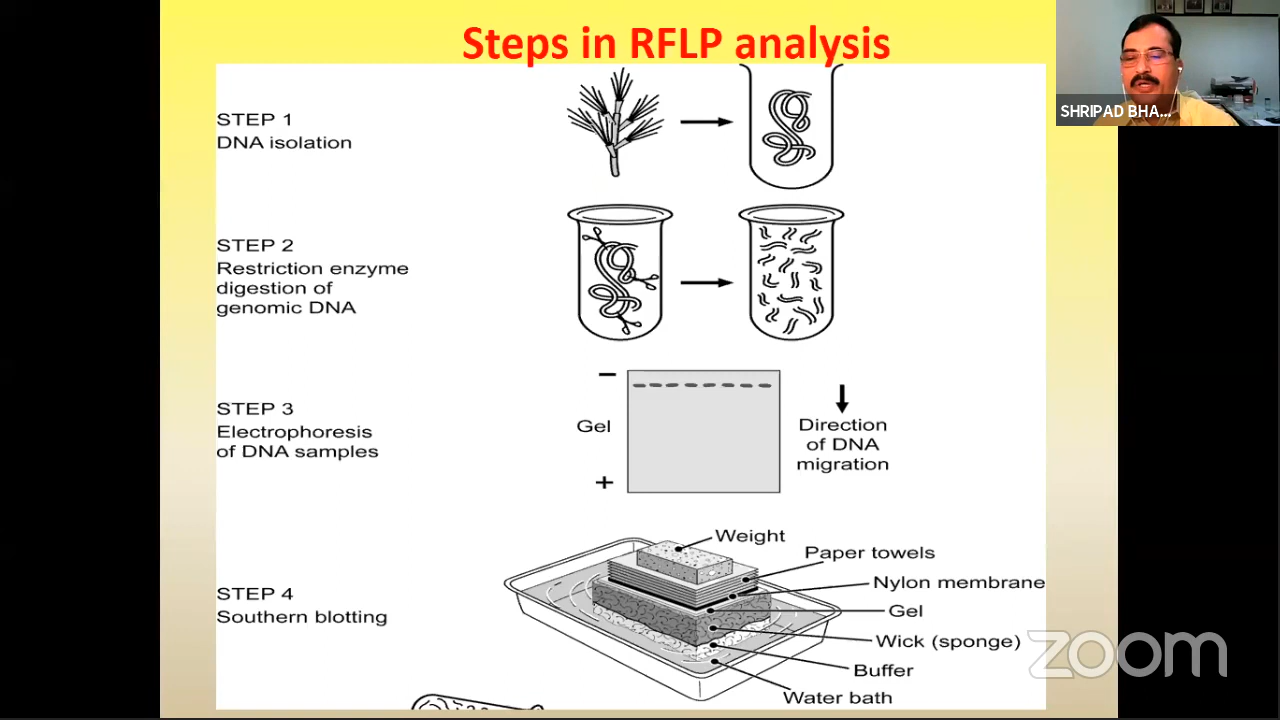 Steps in RFLP analysis
SHRIPAD BHA...
STEP 1
DNA isolation
STEP 2
Restriction enzyme
digestion of
genomic DNA
STEP 3
Electrophoresis
of DNA samples
−
Gel
+
Direction
of DNA
migration
STEP 4
Southern blotting
Weight
Paper towels
Nylon membrane
Gel
Wick (sponge)
Buffer
Water bath
zoom